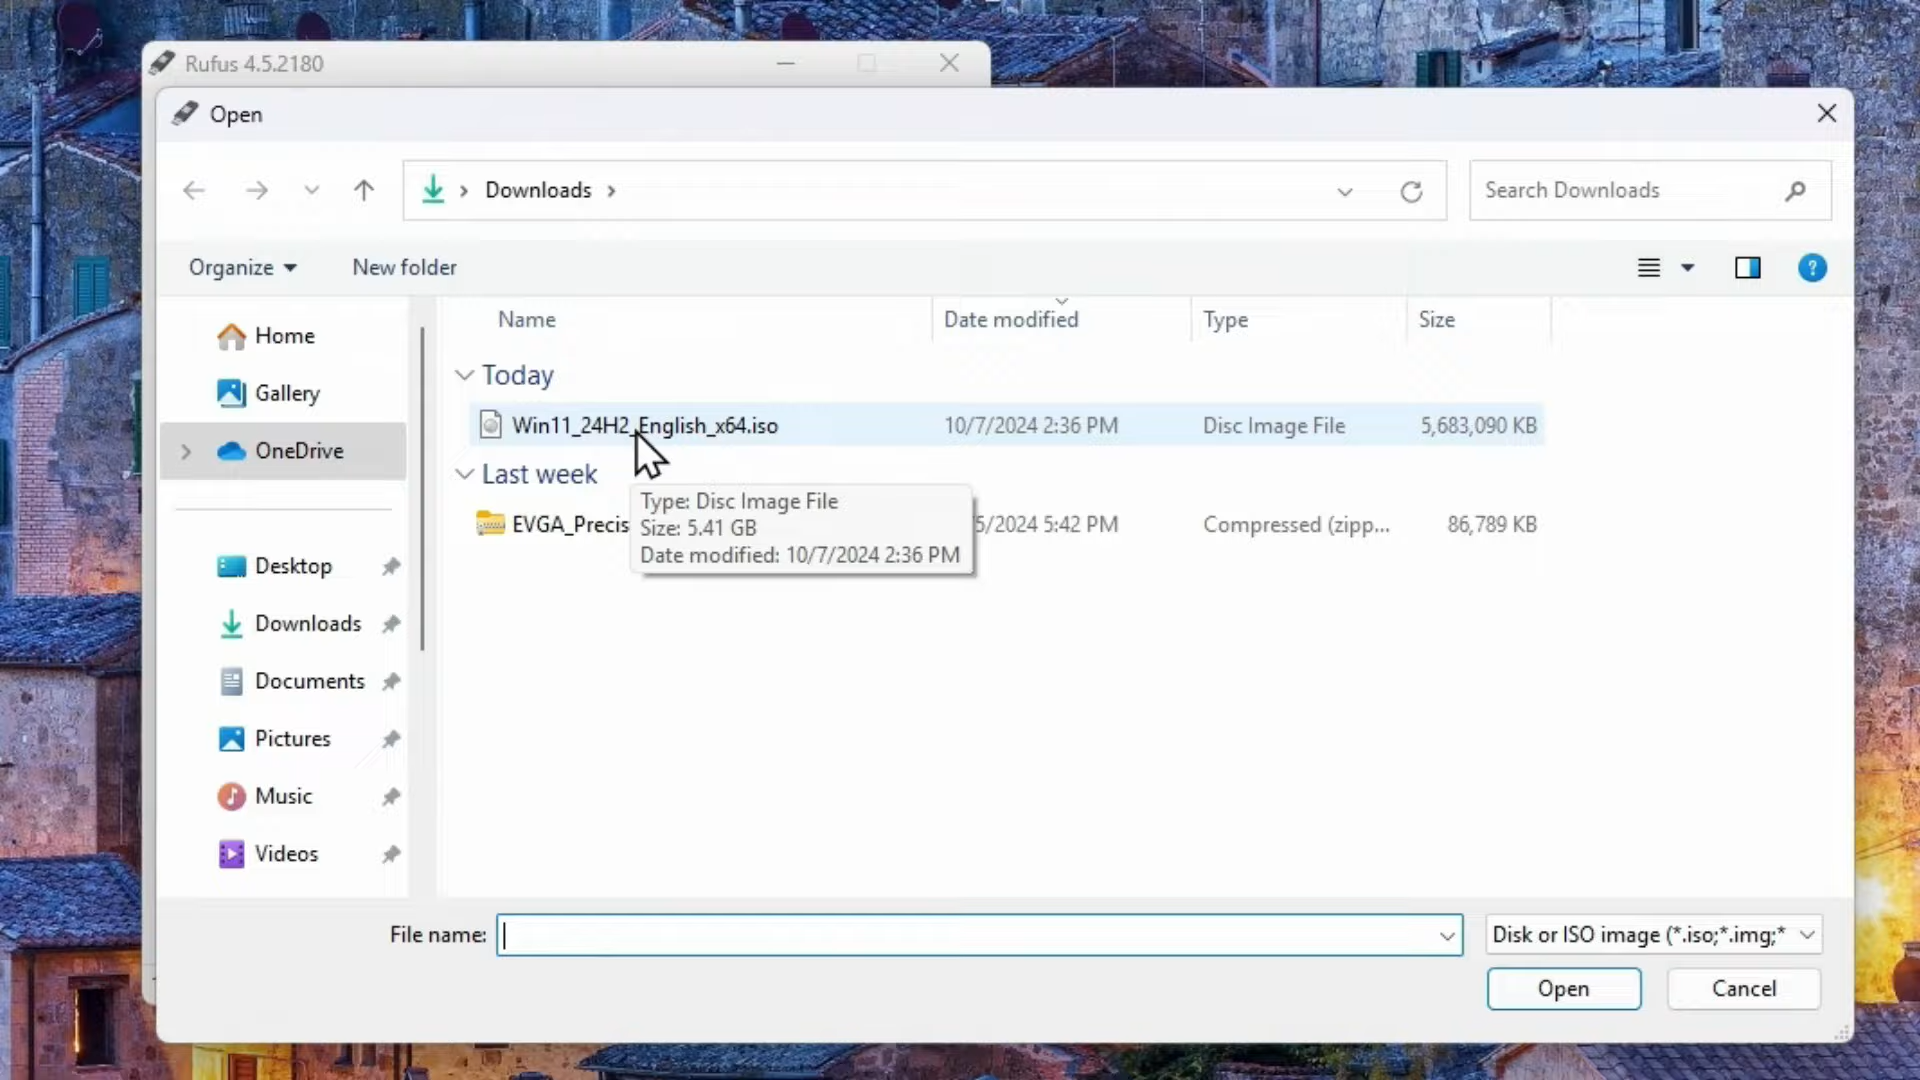 Rufus 4.5.2180
Open
Downloads
Search Downloads
Organize
New folder
?
Name
Date modified
Type
Size
Home
Gallery
OneDrive
Desktop
Downloads
Documents
Pictures
Music
Videos
Today
Win11_24H2_English_x64.iso
10/7/2024 2:36 PM
Disc Image File
5,683,090 KB
Last week
EVGA_Precis
5/2024 5:42 PM
Compressed (zipp...
86,789 KB
Type: Disc Image File
Size: 5.41 GB
Date modified: 10/7/2024 2:36 PM
File name:
Disk or ISO image (*.iso;*.img;*
Open
Cancel